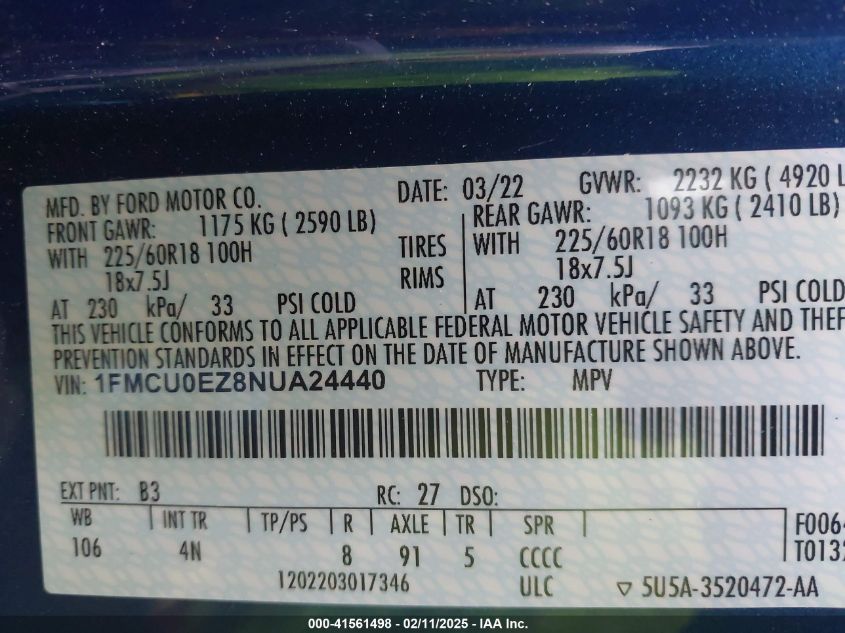 MFD. BY FORD MOTOR CO. DATE: 03/22 GVWR: 2232 KG ( 4920 L
FRONT GAWR: 1175 KG ( 2590 LB) REAR GAWR: 1093 KG ( 2410 LB)
WITH 225/60R18 100H TIRES WITH 225/60R18 100H
18x7.5J RIMS 18x7.5J
AT 230 kPa/ 33 PSI COLD AT 230 kPa/ 33 PSI COLD
THIS VEHICLE CONFORMS TO ALL APPLICABLE FEDERAL MOTOR VEHICLE SAFETY AND THEF
PREVENTION STANDARDS IN EFFECT ON THE DATE OF MANUFACTURE SHOWN ABOVE.
VIN: 1FMCU0EZ8NUA24440 TYPE: MPV
EXT PNT: B3 RC: 27 DSO:
WB INT TR TP/PS R AXLE TR SPR F0064
106 4N 8 91 5 CCCC T0132
1202203017346 ULC ▽ 5U5A-3520472-AA
000-41561498 - 02/11/2025 - IAA Inc.